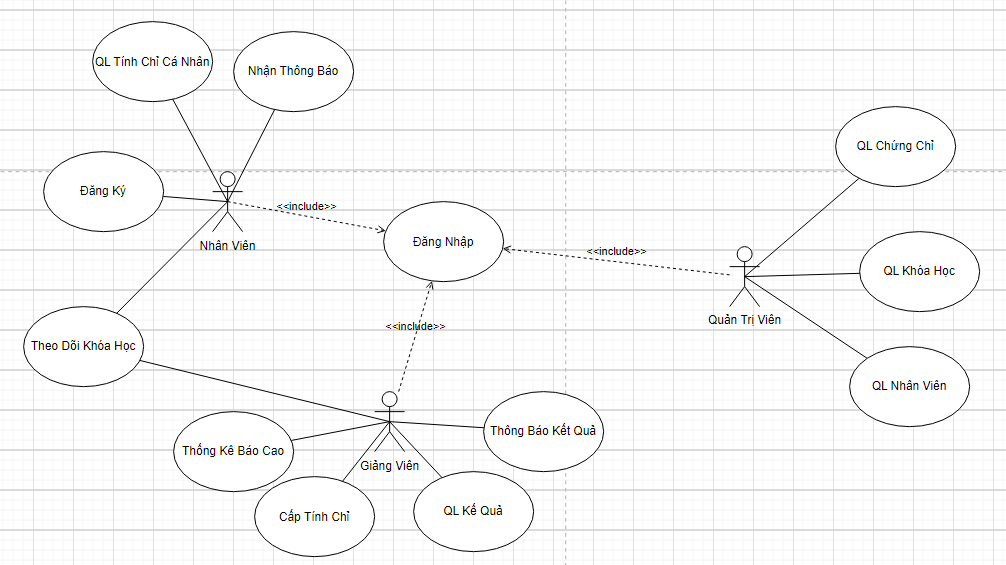 QL Tính Chỉ Cá Nhân
Nhận Thông Báo
QL Chứng Chỉ
Đăng Ký
<<include>>
Nhân Viên
Đăng Nhập
<<include>>
QL Khóa Học
Quản Trị Viên
<<include>>
Theo Dõi Khóa Học
QL Nhân Viên
Thông Báo Kết Quả
Thống Kê Báo Cao
Giảng Viên
QL Kế Quả
Cấp Tính Chỉ